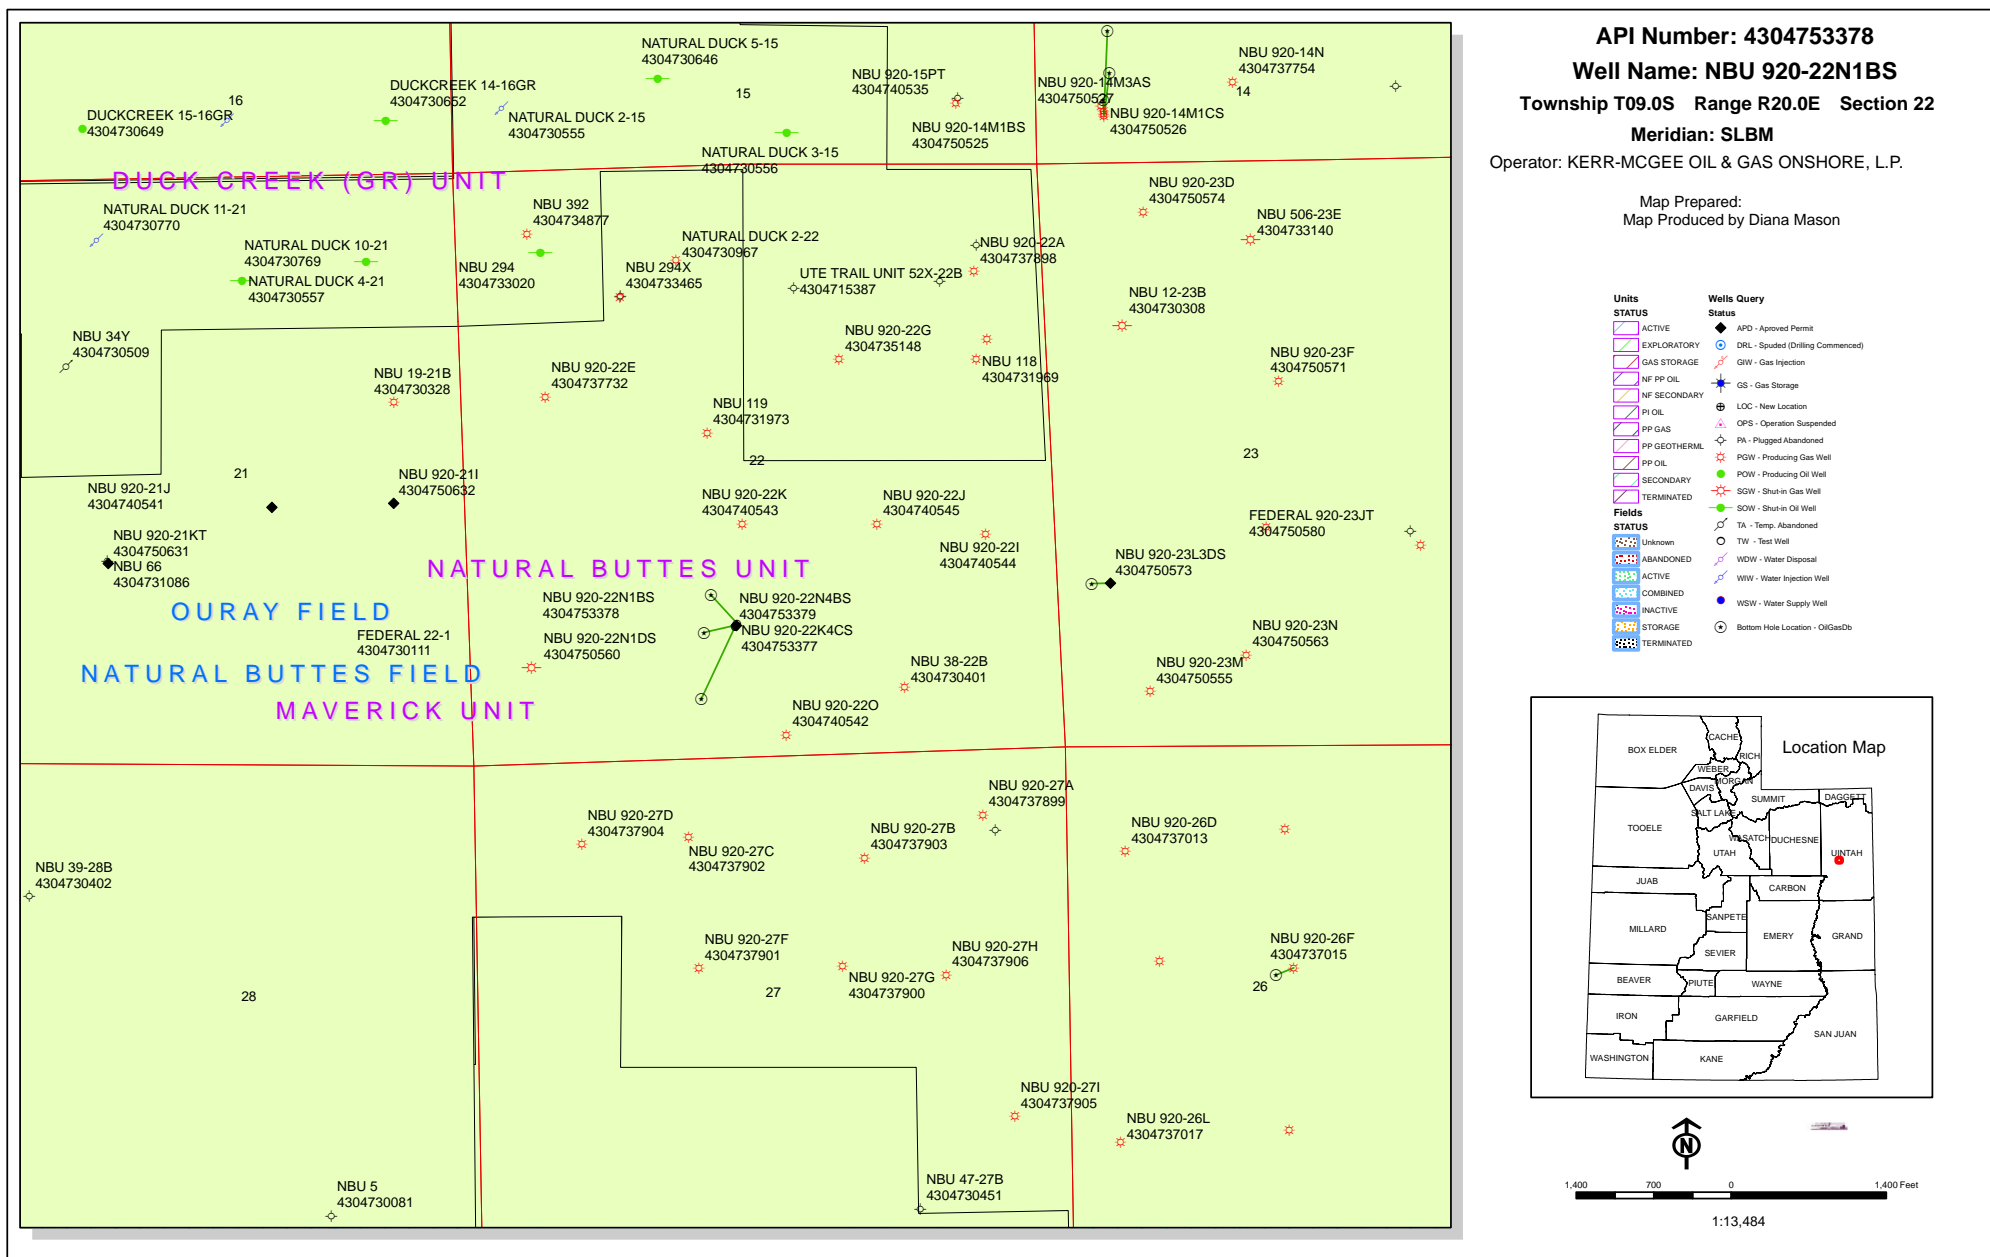 API Number: 4304753378
Well Name: NBU 920-22N1BS
Township T09.0S Range R20.0E Section 22
Meridian: SLBM
Operator: KERR-MCGEE OIL & GAS ONSHORE, L.P.
Map Prepared:
Map Produced by Diana Mason
NATURAL DUCK 5-15
4304730646
16
DUCKCREEK 14-16GR
4304730652
15
NBU 920-15PT
4304740535
NBU 920-14M3AS
4304750527
NBU 920-14N
4304737754
14
DUCKCREEK 15-16GR
4304730649
NATURAL DUCK 2-15
4304730555
NBU 920-14M1BS
4304750525
NBU 920-14M1CS
4304750526
NATURAL DUCK 3-15
4304730556
DUCK CREEK (GR) UNIT
NATURAL DUCK 11-21
4304730770
NBU 392
4304734877
NBU 920-23D
4304750574
NBU 506-23E
4304733140
NATURAL DUCK 10-21
4304730769
NATURAL DUCK 4-21
4304730557
NBU 294
4304733020
NATURAL DUCK 2-22
4304730967
NBU 294X
4304733465
UTE TRAIL UNIT 52X-22B
4304715387
NBU 920-22A
4304737898
NBU 12-23B
4304730308
NBU 34Y
4304730509
NBU 920-22G
4304735148
NBU 118
4304731969
NBU 920-23F
4304750571
NBU 19-21B
4304730328
NBU 920-22E
4304737732
NBU 119
4304731973
21
22
23
NBU 920-21J
4304740541
NBU 920-21I
4304750632
NBU 920-22K
4304740543
NBU 920-22J
4304740545
NBU 920-22I
4304740544
FEDERAL 920-23JT
4304750580
NBU 920-21KT
4304750631
NBU 66
4304731086
NATURAL BUTTES UNIT
NBU 920-23L3DS
4304750573
OURAY FIELD
NBU 920-22N1BS
4304753378
NBU 920-22N4BS
4304753379
NBU 920-22K4CS
4304753377
FEDERAL 22-1
4304730111
NBU 920-22N1DS
4304750560
NBU 920-23N
4304750563
NATURAL BUTTES FIELD
NBU 38-22B
4304730401
NBU 920-23M
4304750555
MAVERICK UNIT
NBU 920-22O
4304740542
NBU 920-27D
4304737904
NBU 920-27C
4304737902
NBU 920-27B
4304737903
NBU 920-27A
4304737899
NBU 920-26D
4304737013
NBU 39-28B
4304730402
NBU 920-27F
4304737901
NBU 920-27G
4304737900
NBU 920-27H
4304737906
NBU 920-26F
4304737015
28
27
26
NBU 920-27I
4304737905
NBU 920-26L
4304737017
NBU 5
4304730081
NBU 47-27B
4304730451
Units
STATUS
ACTIVE
EXPLORATORY
GAS STORAGE
NF PP OIL
NF SECONDARY
PI OIL
PP GAS
PP GEOTHERML
PP OIL
SECONDARY
TERMINATED
Fields
STATUS
Unknown
ABANDONED
ACTIVE
COMBINED
INACTIVE
STORAGE
TERMINATED
Wells Query
Status
APD - Aproved Permit
DRL - Spuded (Drilling Commenced)
GIW - Gas Injection
GS - Gas Storage
LOC - New Location
OPS - Operation Suspended
PA - Plugged Abandoned
PGW - Producing Gas Well
POW - Producing Oil Well
SGW - Shut-in Gas Well
SOW - Shut-in Oil Well
TA - Temp. Abandoned
TW - Test Well
WDW - Water Disposal
WIW - Water Injection Well
WSW - Water Supply Well
Bottom Hole Location - OilGasDb
Location Map
BOX ELDER
CACHE
RICH
WEBER
MORGAN
DAVIS
SUMMIT
DAGGETT
SALT LAKE
TOOELE
WASATCH
DUCHESNE
UTAH
UINTAH
JUAB
CARBON
SANPETE
MILLARD
EMERY
GRAND
SEVIER
BEAVER
PIUTE
WAYNE
IRON
GARFIELD
SAN JUAN
WASHINGTON
KANE
N
1,400 700 0 1,400 Feet
1:13,484